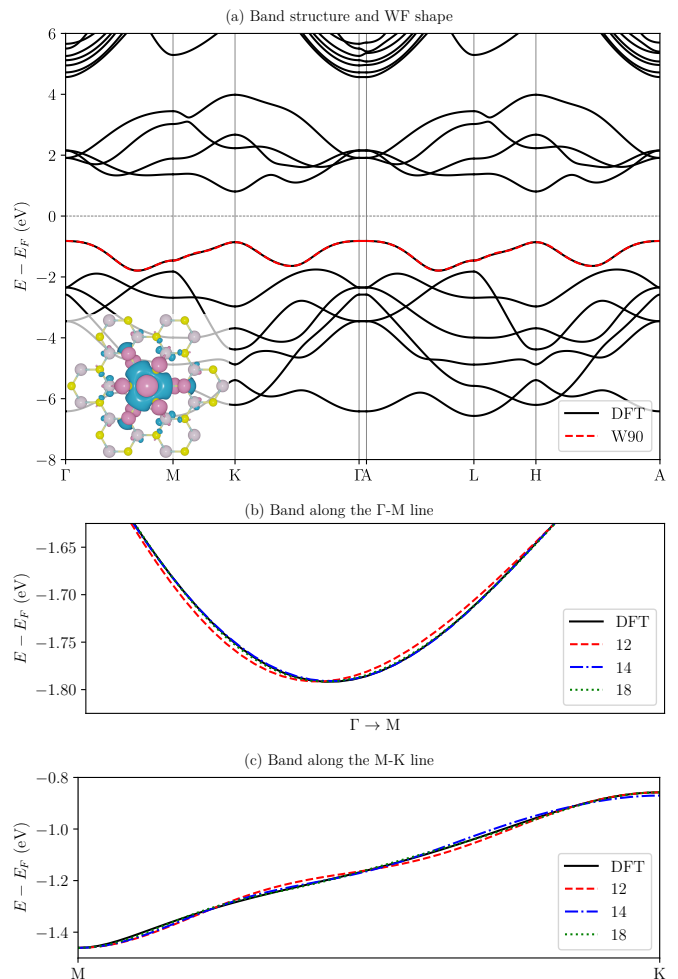 (a) Band structure and WF shape
6
4
2
0
−2
−4
−6
−8
E − E_F (eV)
DFT
W90
Γ M K ΓA L H A
(b) Band along the Γ-M line
−1.65
−1.70
−1.75
−1.80
E − E_F (eV)
DFT
12
14
18
Γ → M
(c) Band along the M-K line
−0.8
−1.0
−1.2
−1.4
E − E_F (eV)
DFT
12
14
18
M K